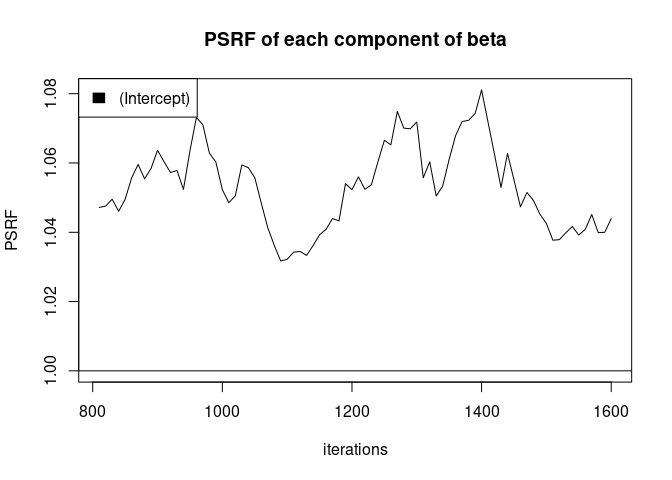 PSRF of each component of beta
(Intercept)
PSRF
1.08
1.06
1.04
1.02
1.00
800 1000 1200 1400 1600
iterations